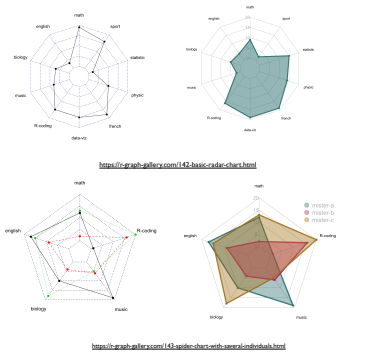 math
english
sport
biology
statistic
music
physic
R-coding
french
data-viz
math
english
sport
biology
statistic
music
physic
R-coding
french
data-viz
https://r-graph-gallery.com/142-basic-radar-chart.html
math
english
R-coding
biology
music
math
mister-p
mister-b
mister-c
english
R-coding
biology
music
https://r-graph-gallery.com/143-spider-chart-with-saveral-individuals.html